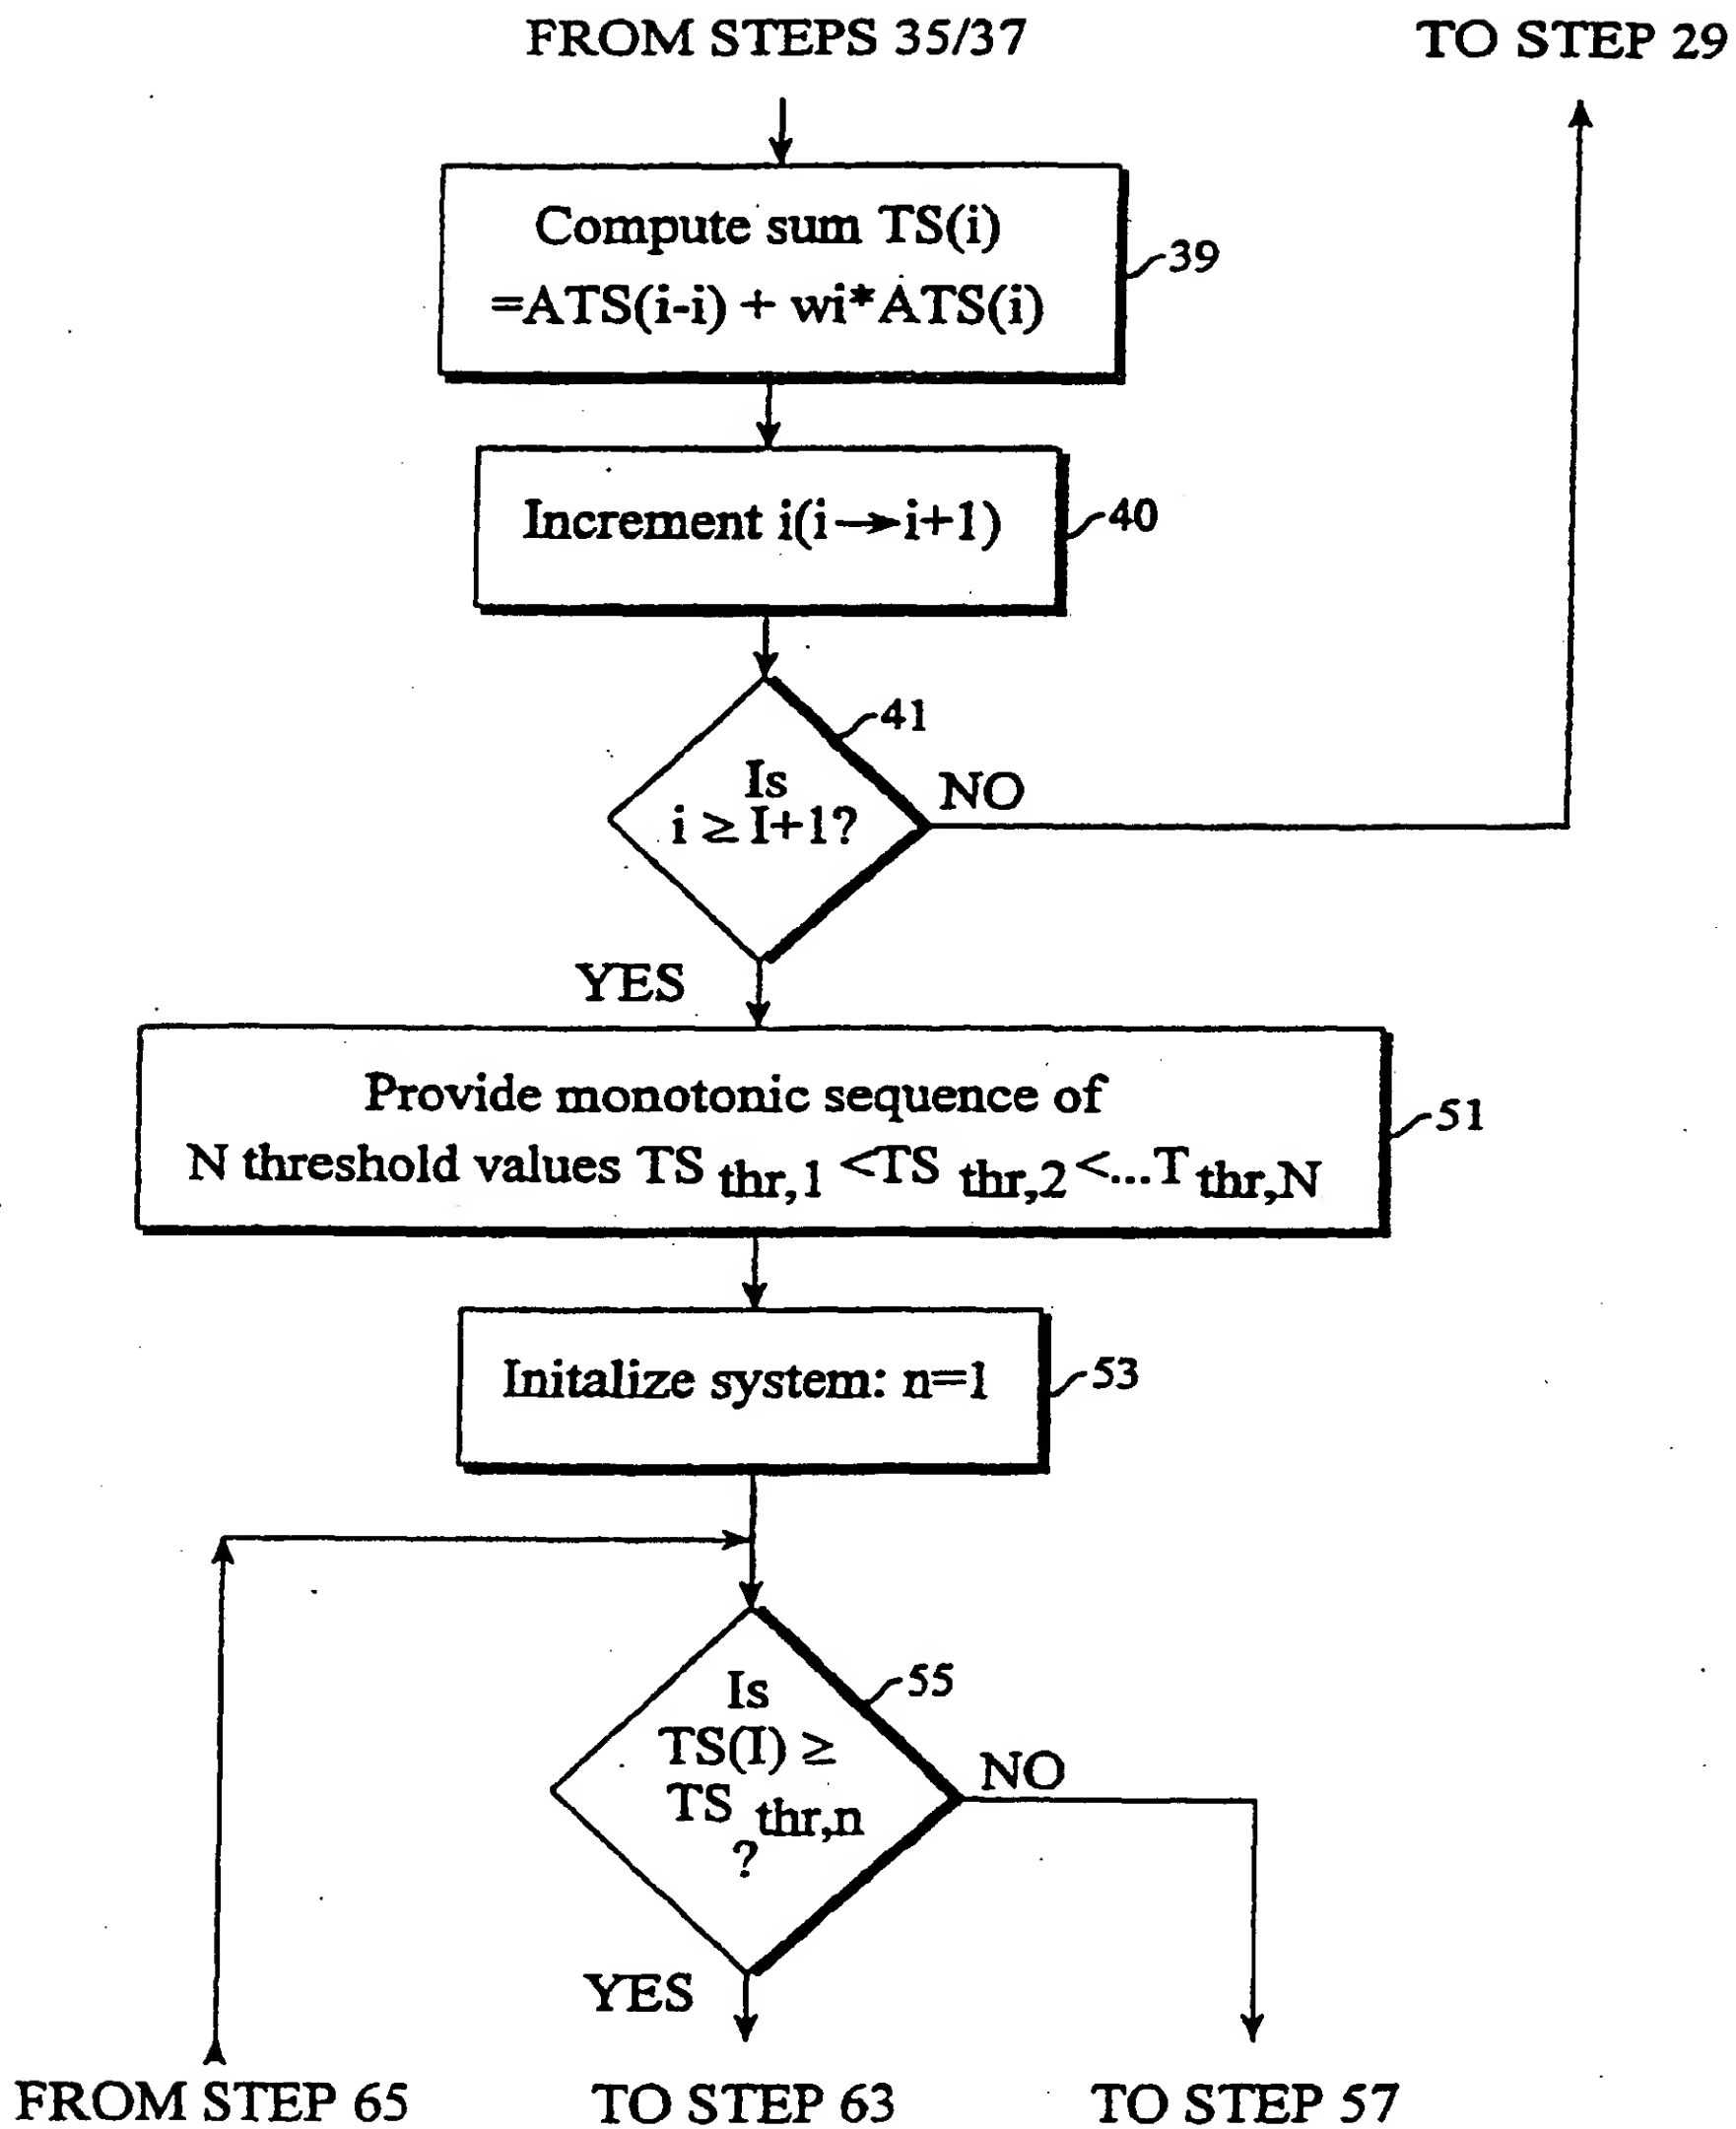 FROM STEPS 35/37
TO STEP 29
Compute sum TS(i)
=ATS(i-i) + wi*ATS(i)
39
Increment i(i→i+1)
40
41
Is
i ≥ I+1?
NO
YES
Provide monotonic sequence of
N threshold values TS thr,1 <TS thr,2 <...T thr,N
51
Initalize system: n=1
53
55
Is
TS(I) ≥
TS thr,n
?
NO
YES
FROM STEP 65
TO STEP 63
TO STEP 57